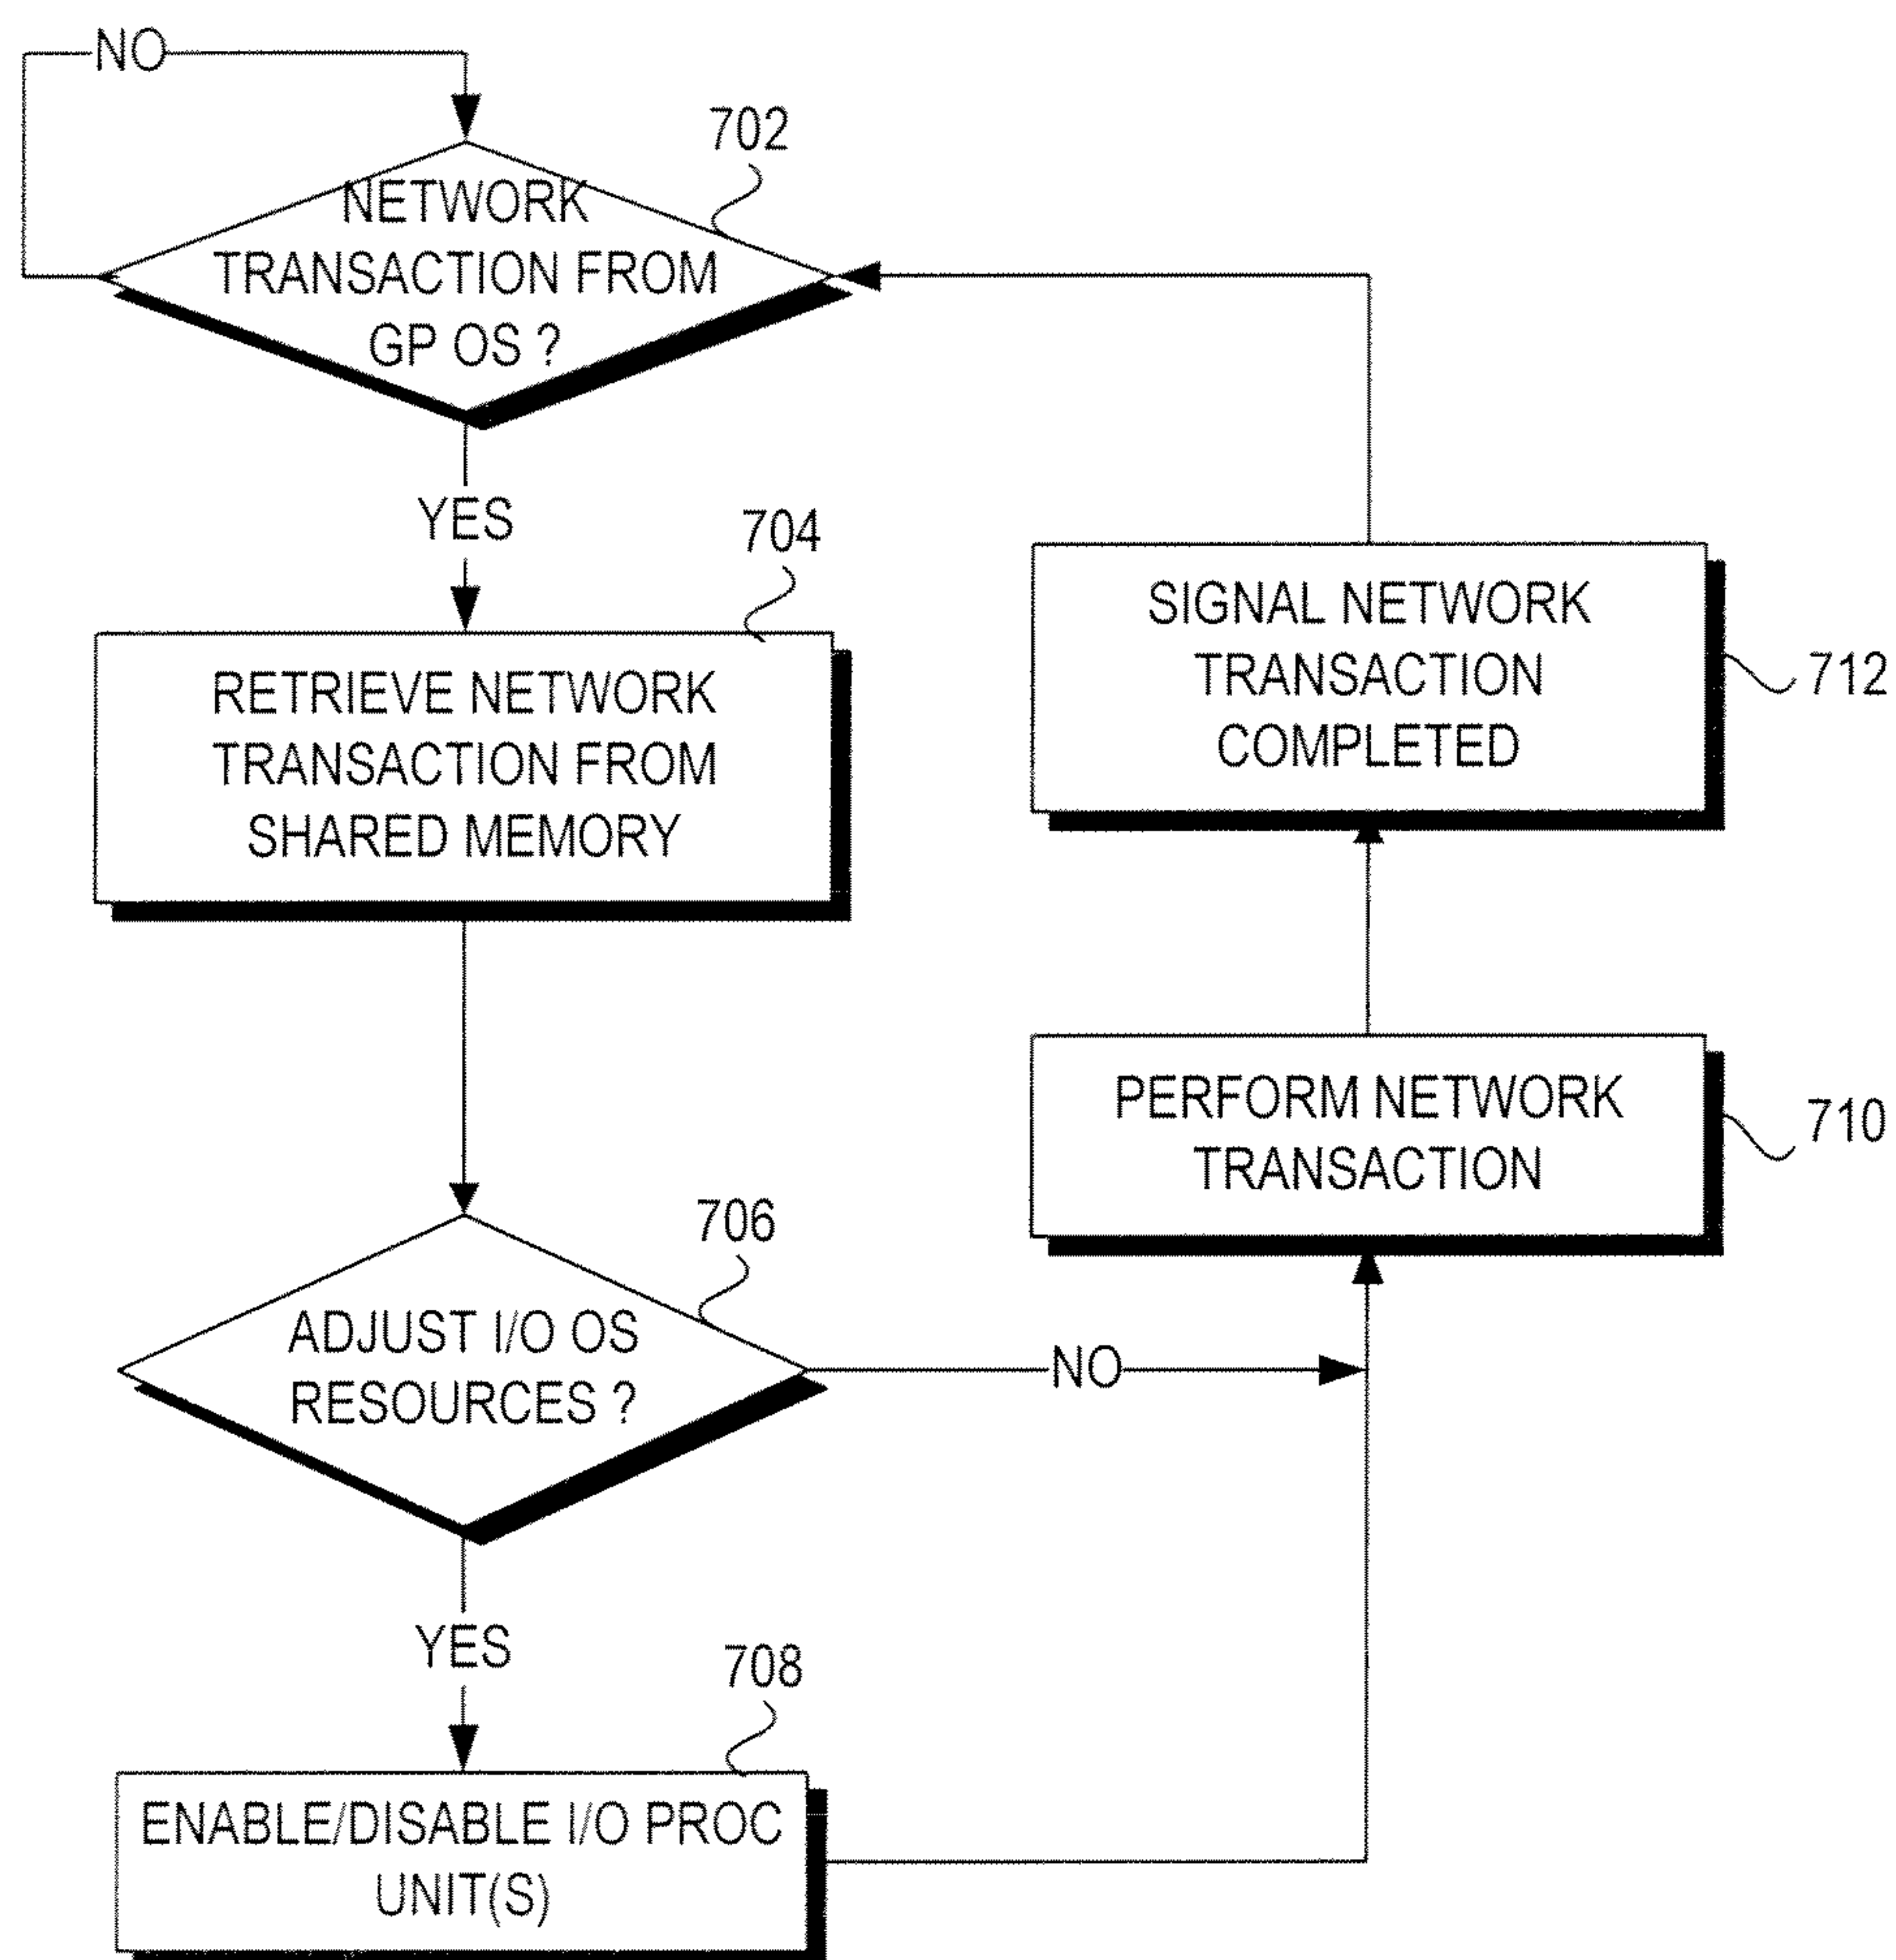 NO
702
NETWORK
TRANSACTION FROM
GP OS ?
YES
704
RETRIEVE NETWORK
TRANSACTION FROM
SHARED MEMORY
706
ADJUST I/O OS
RESOURCES ?
NO
YES
708
ENABLE/DISABLE I/O PROC
UNIT(S)
PERFORM NETWORK
TRANSACTION
710
SIGNAL NETWORK
TRANSACTION
COMPLETED
712